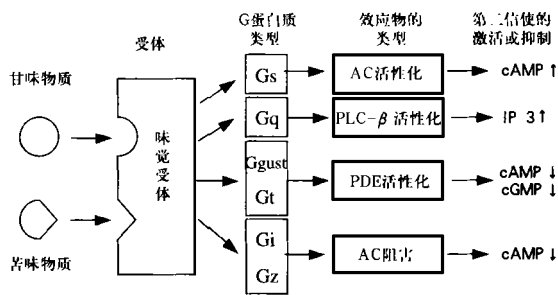 受体
G蛋白质
类型
效应物的
类型
第二信使的
激活或抑制
甘味物质
味觉受体
苦味物质
Gs
AC活性化
cAMP↑
Gq
PLC-β 活性化
IP 3↑
Ggust
Gt
PDE活性化
cAMP↓
cGMP↓
Gi
Gz
AC阻害
cAMP↓